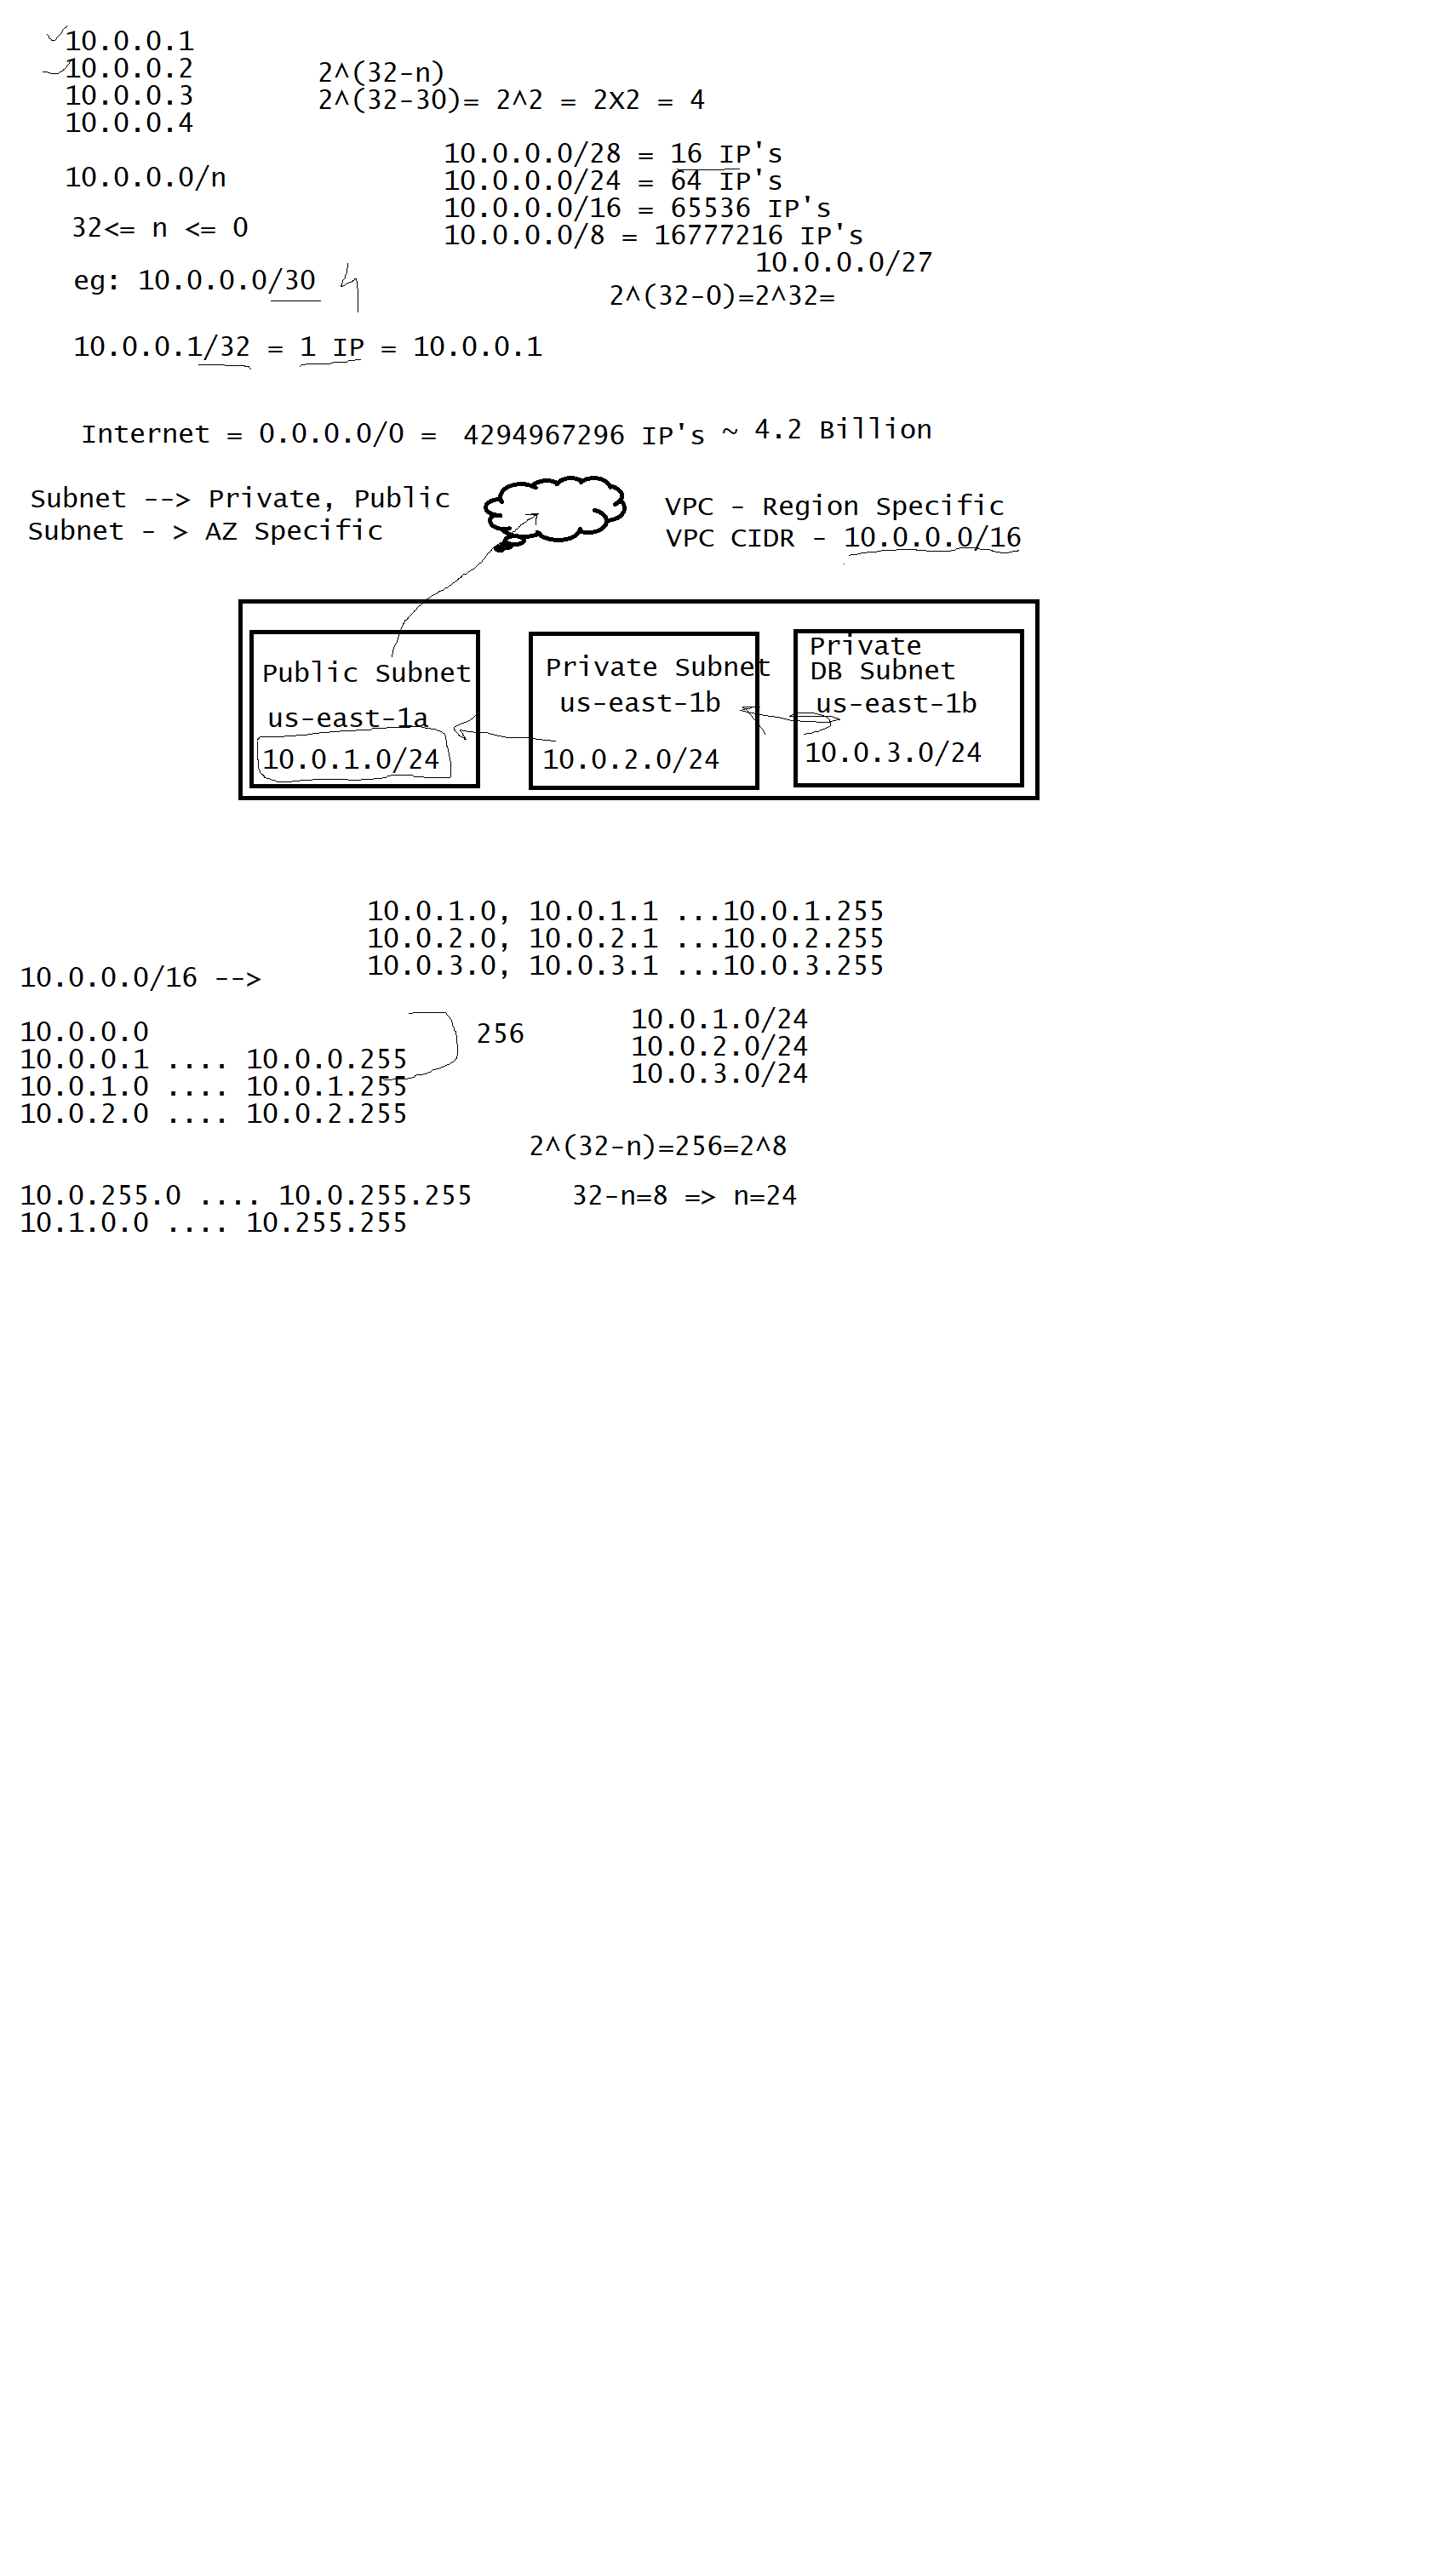 10.0.0.1
10.0.0.2
10.0.0.3
10.0.0.4
2^(32-n)
2^(32-30)= 2^2 = 2X2 = 4
10.0.0.0/n
32<= n <= 0
10.0.0.0/28 = 16 IP's
10.0.0.0/24 = 64 IP's
10.0.0.0/16 = 65536 IP's
10.0.0.0/8 = 16777216 IP's
10.0.0.0/27
eg: 10.0.0.0/30
4
2^(32-0)=2^32=
10.0.0.1/32 = 1 IP = 10.0.0.1
Internet = 0.0.0.0/0 = 4294967296 IP's ~ 4.2 Billion
Subnet --> Private, Public
Subnet - > AZ Specific
VPC - Region Specific
VPC CIDR - 10.0.0.0/16
Public Subnet
us-east-1a
10.0.1.0/24
Private Subnet
us-east-1b
10.0.2.0/24
Private
DB Subnet
us-east-1b
10.0.3.0/24
10.0.1.0, 10.0.1.1 ...10.0.1.255
10.0.2.0, 10.0.2.1 ...10.0.2.255
10.0.3.0, 10.0.3.1 ...10.0.3.255
10.0.0.0/16 -->
10.0.0.0
10.0.0.1 .... 10.0.0.255
10.0.1.0 .... 10.0.1.255
10.0.2.0 .... 10.0.2.255
256
10.0.1.0/24
10.0.2.0/24
10.0.3.0/24
2^(32-n)=256=2^8
32-n=8 => n=24
10.0.255.0 .... 10.0.255.255
10.1.0.0 .... 10.255.255